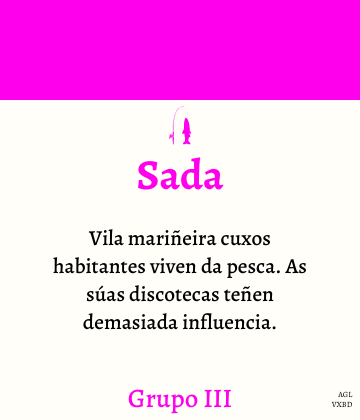 Sada
Vila mariñeira cuxos
habitantes viven da pesca. As
súas discotecas teñen
demasiada influencia.
Grupo III
AGL
VXBD